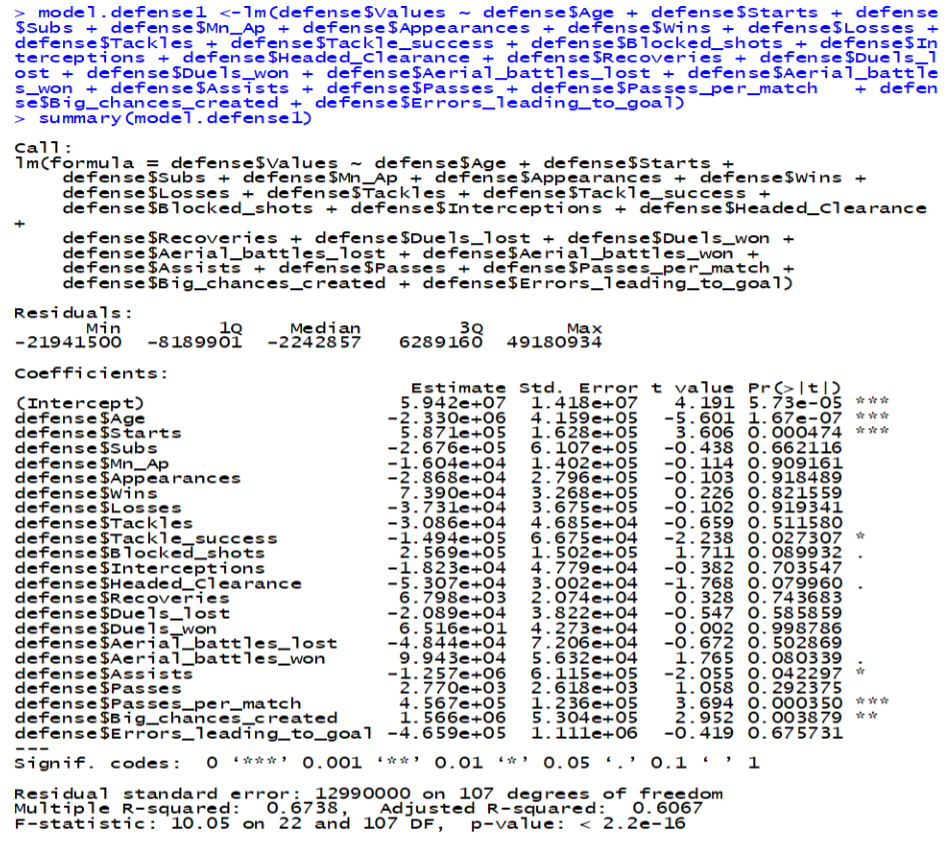 > model.defense1 <-lm(defense$Values ~ defense$Age + defense$Starts + defense
$Subs + defense$Mn_Ap + defense$Appearances + defense$Wins + defense$Losses +
defense$Tackles + defense$Tackle_success + defense$Blocked_shots + defense$In
terceptions + defense$Headed_Clearance + defense$Recoveries + defense$Duels_l
ost + defense$Duels_won + defense$Aerial_battles_lost + defense$Aerial_battle
s_won + defense$Assists + defense$Passes + defense$Passes_per_match   + defen
se$Big_chances_created + defense$Errors_leading_to_goal)
> summary(model.defense1)

Call:
lm(formula = defense$Values ~ defense$Age + defense$Starts +
    defense$Subs + defense$Mn_Ap + defense$Appearances + defense$Wins +
    defense$Losses + defense$Tackles + defense$Tackle_success +
    defense$Blocked_shots + defense$Interceptions + defense$Headed_Clearance
+
    defense$Recoveries + defense$Duels_lost + defense$Duels_won +
    defense$Aerial_battles_lost + defense$Aerial_battles_won +
    defense$Assists + defense$Passes + defense$Passes_per_match +
    defense$Big_chances_created + defense$Errors_leading_to_goal)

Residuals:
      Min        1Q    Median        3Q       Max
-21941500  -8189901  -2242857   6289160  49180934

Coefficients:
                                 Estimate Std. Error t value Pr(>|t|)
(Intercept)                     5.942e+07  1.418e+07   4.191 5.73e-05 ***
defense$Age                    -2.330e+06  4.159e+05  -5.601 1.67e-07 ***
defense$Starts                  5.871e+05  1.628e+05   3.606 0.000474 ***
defense$Subs                   -2.676e+05  6.107e+05  -0.438 0.662116
defense$Mn_Ap                  -1.604e+04  1.402e+05  -0.114 0.909161
defense$Appearances            -2.868e+04  2.796e+05  -0.103 0.918489
defense$Wins                    7.390e+04  3.268e+05   0.226 0.821559
defense$Losses                 -3.731e+04  3.675e+05  -0.102 0.919341
defense$Tackles                -3.086e+04  4.685e+04  -0.659 0.511580
defense$Tackle_success         -1.494e+05  6.675e+04  -2.238 0.027307 *
defense$Blocked_shots           2.569e+05  1.502e+05   1.711 0.089932 .
defense$Interceptions          -1.823e+04  4.779e+04  -0.382 0.703547
defense$Headed_Clearance       -5.307e+04  3.002e+04  -1.768 0.079960 .
defense$Recoveries              6.798e+03  2.074e+04   0.328 0.743683
defense$Duels_lost             -2.089e+04  3.822e+04  -0.547 0.585859
defense$Duels_won               6.516e+01  4.273e+04   0.002 0.998786
defense$Aerial_battles_lost    -4.844e+04  7.206e+04  -0.672 0.502869
defense$Aerial_battles_won      9.943e+04  5.632e+04   1.765 0.080339 .
defense$Assists                -1.257e+06  6.115e+05  -2.055 0.042297 *
defense$Passes                  2.770e+03  2.618e+03   1.058 0.292375
defense$Passes_per_match        4.567e+05  1.236e+05   3.694 0.000350 ***
defense$Big_chances_created     1.566e+06  5.304e+05   2.952 0.003879 **
defense$Errors_leading_to_goal -4.659e+05  1.111e+06  -0.419 0.675731
---
Signif. codes:  0 ‘***’ 0.001 ‘**’ 0.01 ‘*’ 0.05 ‘.’ 0.1 ‘ ’ 1

Residual standard error: 12990000 on 107 degrees of freedom
Multiple R-squared:  0.6738,	Adjusted R-squared:  0.6067
F-statistic: 10.05 on 22 and 107 DF,  p-value: < 2.2e-16